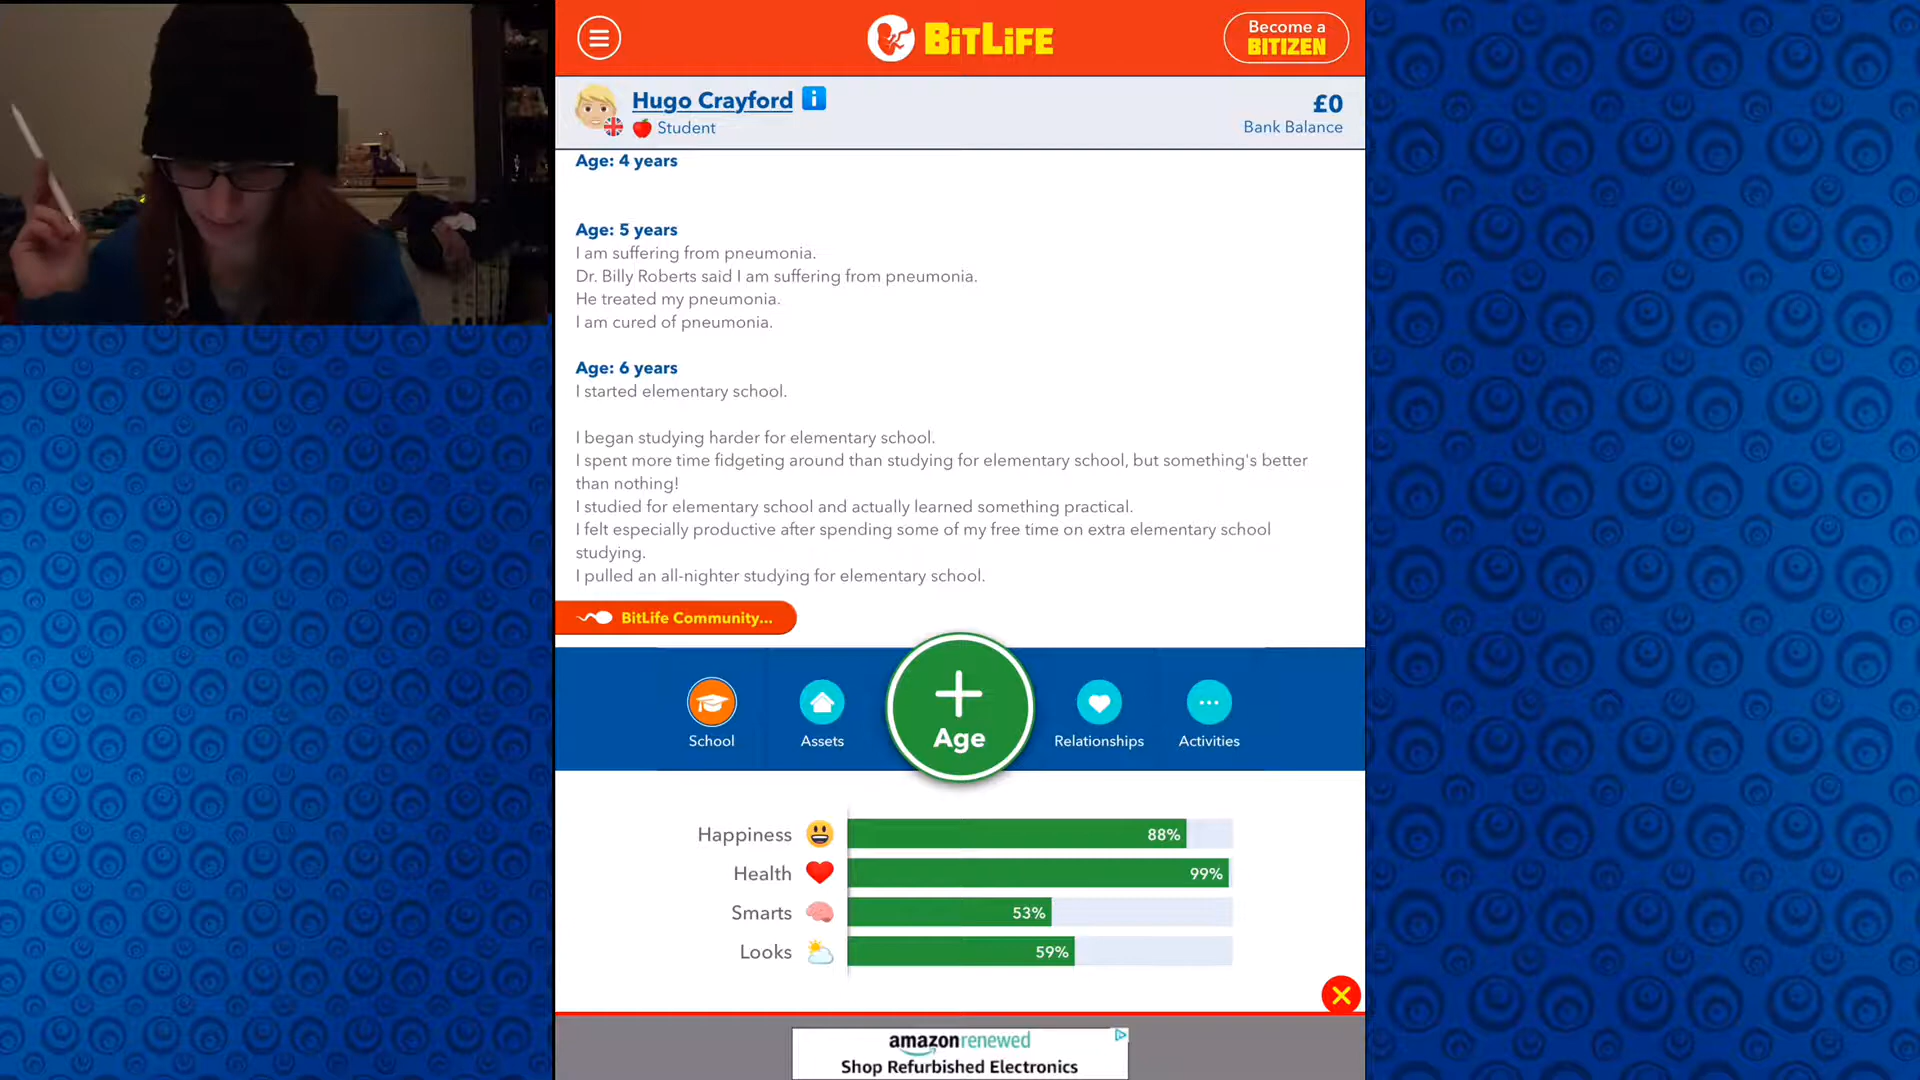 BitLife
Become a
BITIZEN
Hugo Crayford
i
Student
£0
Bank Balance
Age: 4 years
Age: 5 years
I am suffering from pneumonia.
Dr. Billy Roberts said I am suffering from pneumonia.
He treated my pneumonia.
I am cured of pneumonia.
Age: 6 years
I started elementary school.
I began studying harder for elementary school.
I spent more time fidgeting around than studying for elementary school, but something's better
than nothing!
I studied for elementary school and actually learned something practical.
I felt especially productive after spending some of my free time on extra elementary school
studying.
I pulled an all-nighter studying for elementary school.
BitLife Community...
School
Assets
Age
Relationships
Activities
Happiness 88%
Health 99%
Smarts 53%
Looks 59%
amazonrenewed
Shop Refurbished Electronics